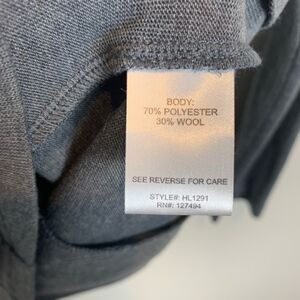 BODY:
70% POLYESTER
30% WOOL
SEE REVERSE FOR CARE
STYLE#: HL1291
RN#: 127494